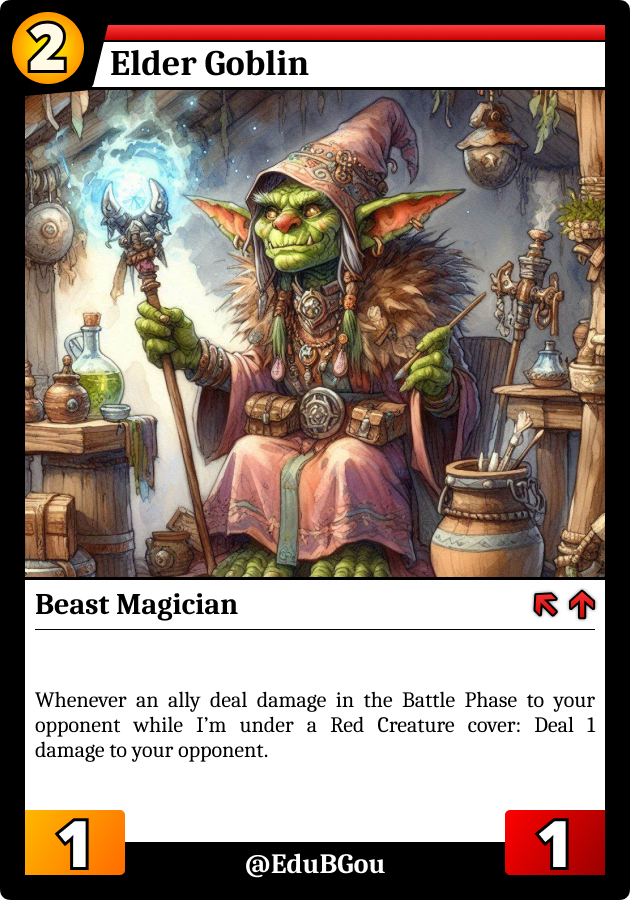 2
Elder Goblin
Beast Magician
Whenever an ally deal damage in the Battle Phase to your
opponent while I’m under a Red Creature cover: Deal 1
damage to your opponent.
1
1
@EduBGou